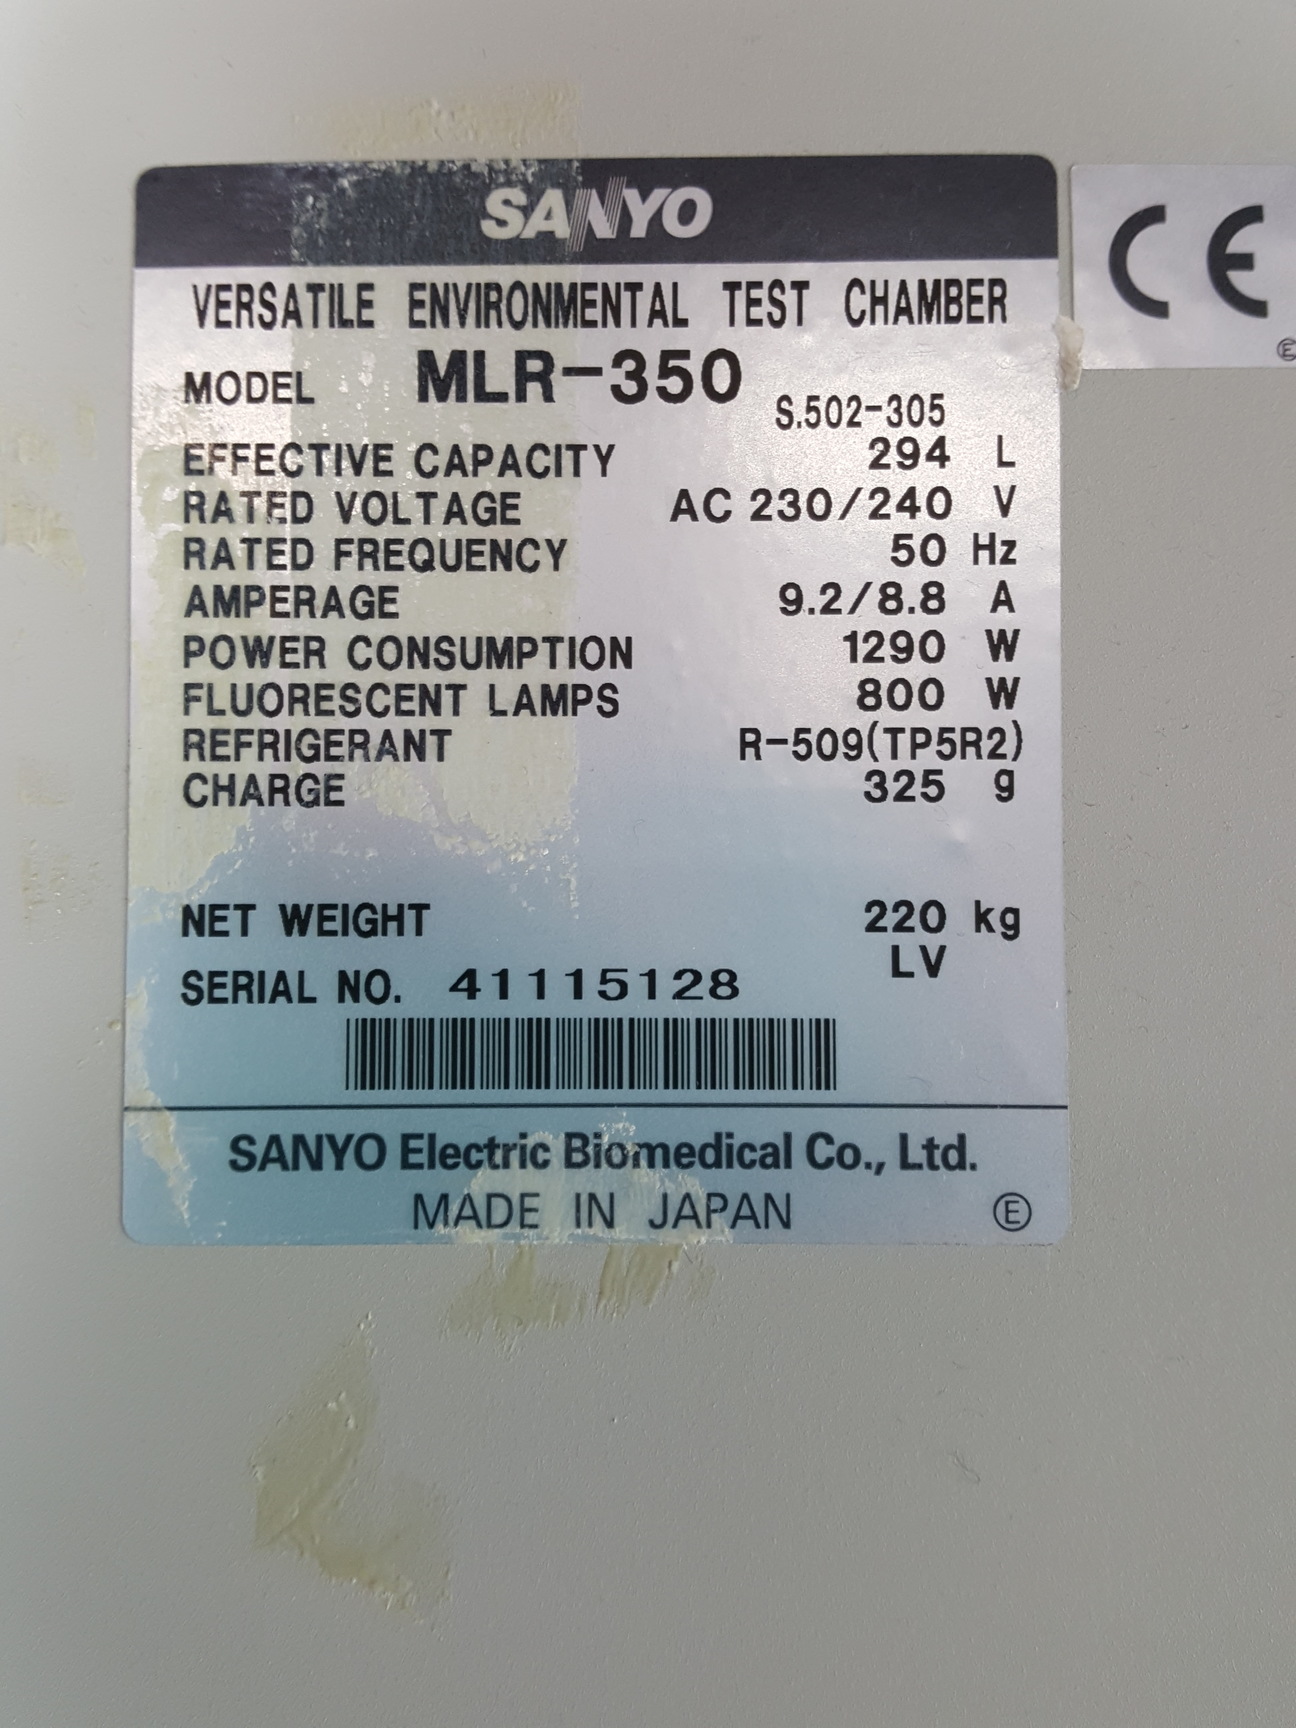 SANYO
CE
E
VERSATILE ENVIRONMENTAL TEST CHAMBER
MODEL MLR-350 S.502-305
EFFECTIVE CAPACITY 294 L
RATED VOLTAGE AC 230/240 V
RATED FREQUENCY 50 Hz
AMPERAGE 9.2/8.8 A
POWER CONSUMPTION 1290 W
FLUORESCENT LAMPS 800 W
REFRIGERANT R-509(TP5R2)
CHARGE 325 g
NET WEIGHT 220 kg
LV
SERIAL NO. 41115128
SANYO Electric Biomedical Co., Ltd.
MADE IN JAPAN E